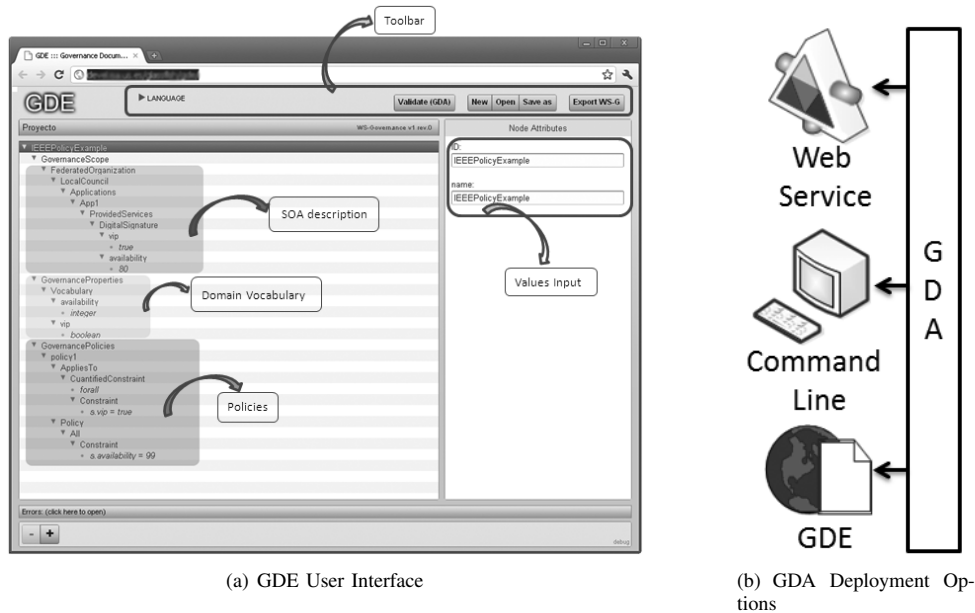 Toolbar
GDE ::: Governance Docum...
GDE
LANGUAGE
Validate (GDA)
New
Open
Save as
Export WS-G
Proyecto
WS-Governance v1 rev.0
Node Attributes
IEEEPolicyExample
GovernanceScope
FederatedOrganization
LocalCouncil
Applications
App1
ProvidedServices
DigitalSignature
vip
true
availability
80
GovernanceProperties
Vocabulary
availability
integer
vip
boolean
GovernancePolicies
policy1
AppliesTo
CuantifiedConstraint
forall
Constraint
s.vip = true
Policy
All
Constraint
s.availability = 99
SOA description
Domain Vocabulary
Policies
ID:
IEEEPolicyExample
name:
IEEEPolicyExample
Values Input
Errors: (click here to open)
- +
debug
(a) GDE User Interface
Web
Service
Command
Line
GDE
G
D
A
(b) GDA Deployment Op-
tions